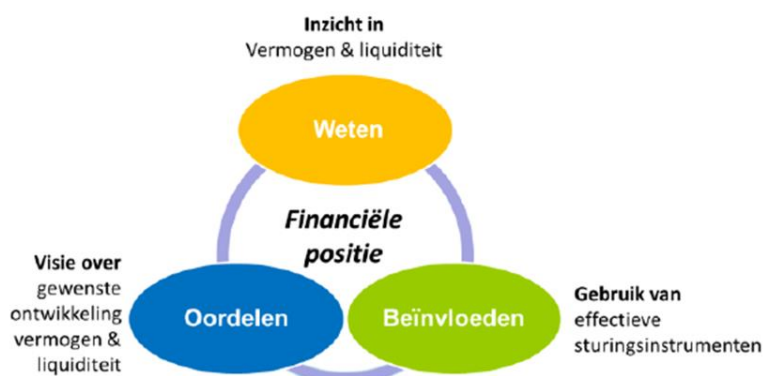 Inzicht in
Vermogen & liquiditeit
Weten
Financiële
positie
Visie over
gewenste
ontwikkeling
vermogen &
liquiditeit
Oordelen
Beïnvloeden
Gebruik van
effectieve
sturingsinstrumenten